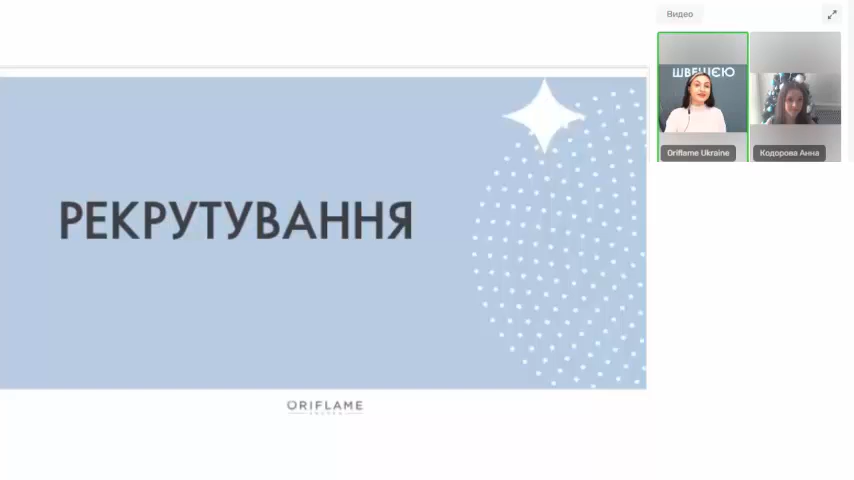 Видео
ШВЕЦІЄЮ
Oriflame Ukraine
Кодорова Анна
РЕКРУТУВАННЯ
ORIFLAME